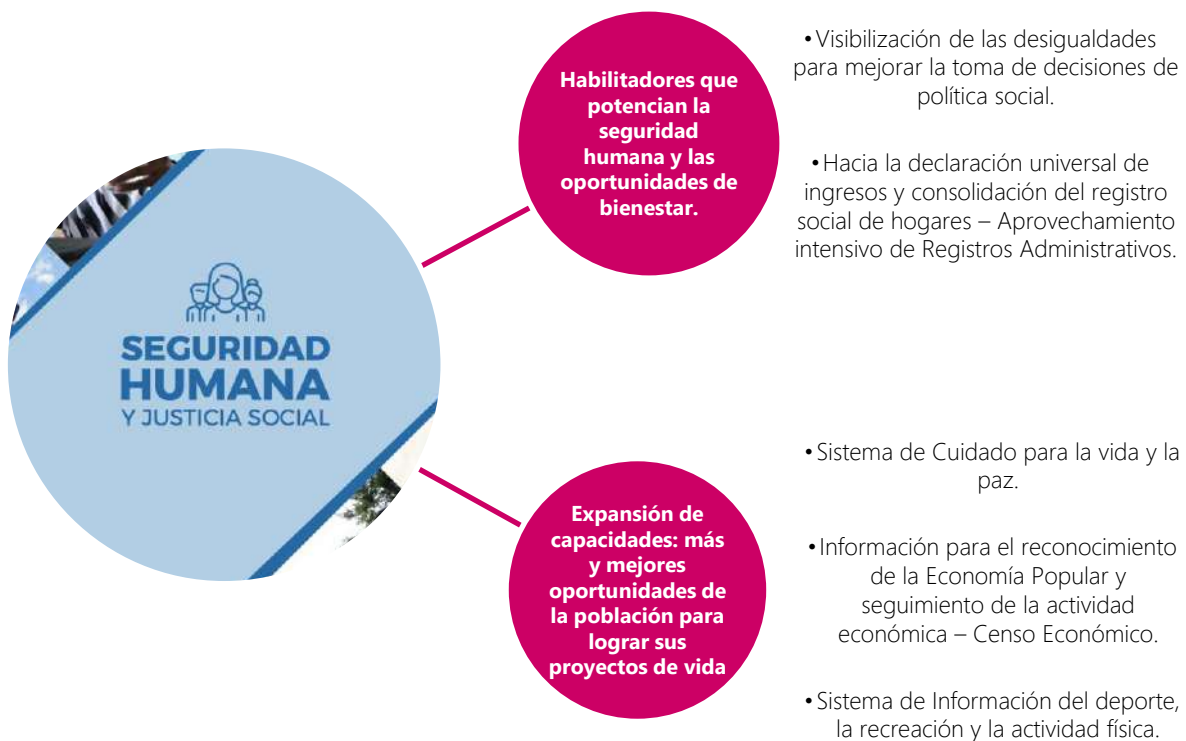 SEGURIDAD
HUMANA
Y JUSTICIA SOCIAL
Habilitadores que
potencian la
seguridad
humana y las
oportunidades de
bienestar.
•Visibilización de las desigualdades
para mejorar la toma de decisiones de
política social.
•Hacia la declaración universal de
ingresos y consolidación del registro
social de hogares – Aprovechamiento
intensivo de Registros Administrativos.
Expansión de
capacidades: más
y mejores
oportunidades de
la población para
lograr sus
proyectos de vida
•Sistema de Cuidado para la vida y la
paz.
•Información para el reconocimiento
de la Economía Popular y
seguimiento de la actividad
económica – Censo Económico.
•Sistema de Información del deporte,
la recreación y la actividad física.